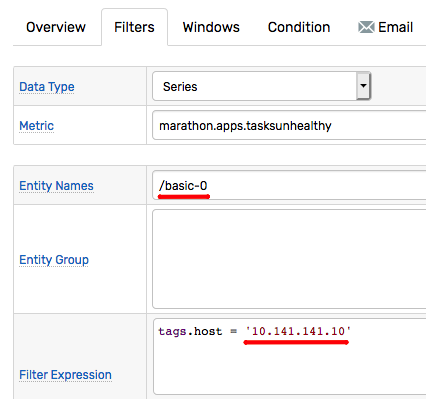 Overview Filters Windows Condition Email
Data Type Series
Metric marathon.apps.tasksunhealthy
Entity Names /basic-0
Entity Group
tags.host = '10.141.141.10'
Filter Expression